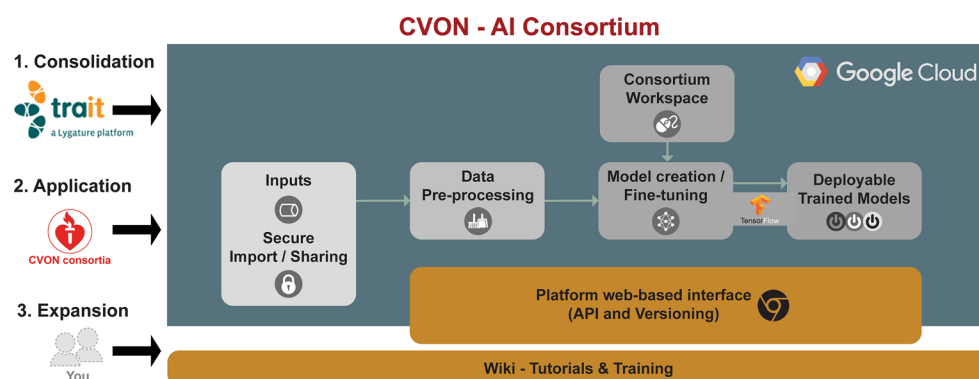 CVON - AI Consortium
1. Consolidation
trait
a Lygature platform
2. Application
CVON consortia
3. Expansion
You
Google Cloud
Consortium
Workspace
Inputs
Secure
Import / Sharing
Data
Pre-processing
Model creation /
Fine-tuning
TensorFlow
Deployable
Trained Models
Platform web-based interface
(API and Versioning)
Wiki - Tutorials & Training